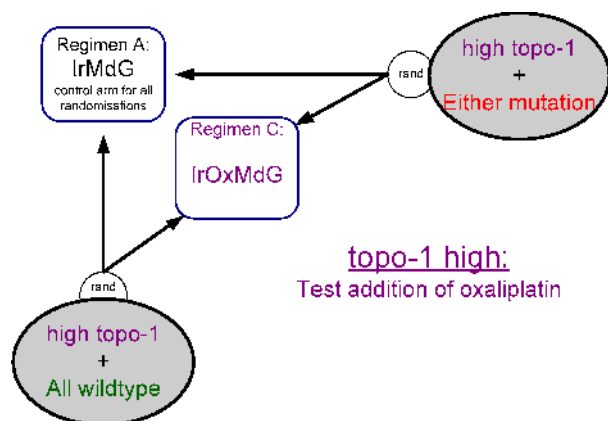 Regimen A:
IrMdG
control arm for all
randomisations
rand
high topo-1
+
Either mutation
Regimen C:
IrOxMdG
topo-1 high:
Test addition of oxaliplatin
rand
high topo-1
+
All wildtype